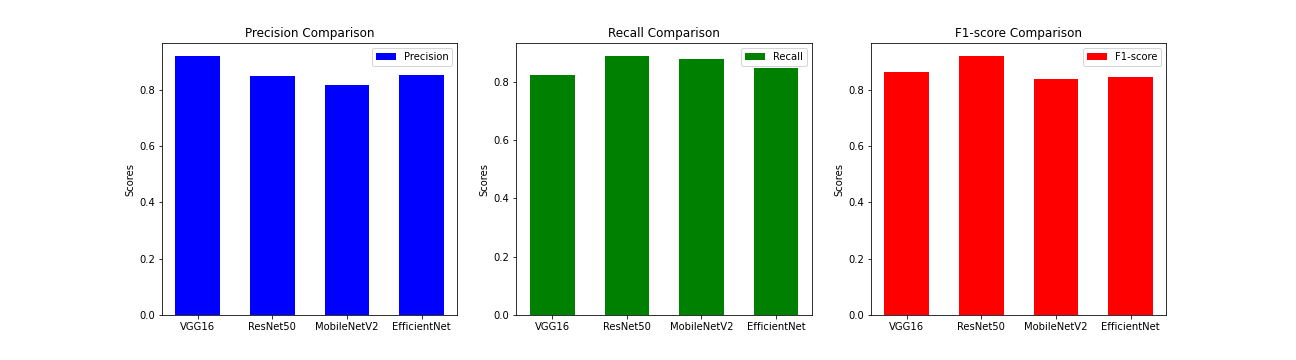 Precision Comparison
Precision
Scores
0.8
0.6
0.4
0.2
0.0
VGG16 ResNet50 MobileNetV2 EfficientNet
Recall Comparison
Recall
Scores
0.8
0.6
0.4
0.2
0.0
VGG16 ResNet50 MobileNetV2 EfficientNet
F1-score Comparison
F1-score
Scores
0.8
0.6
0.4
0.2
0.0
VGG16 ResNet50 MobileNetV2 EfficientNet